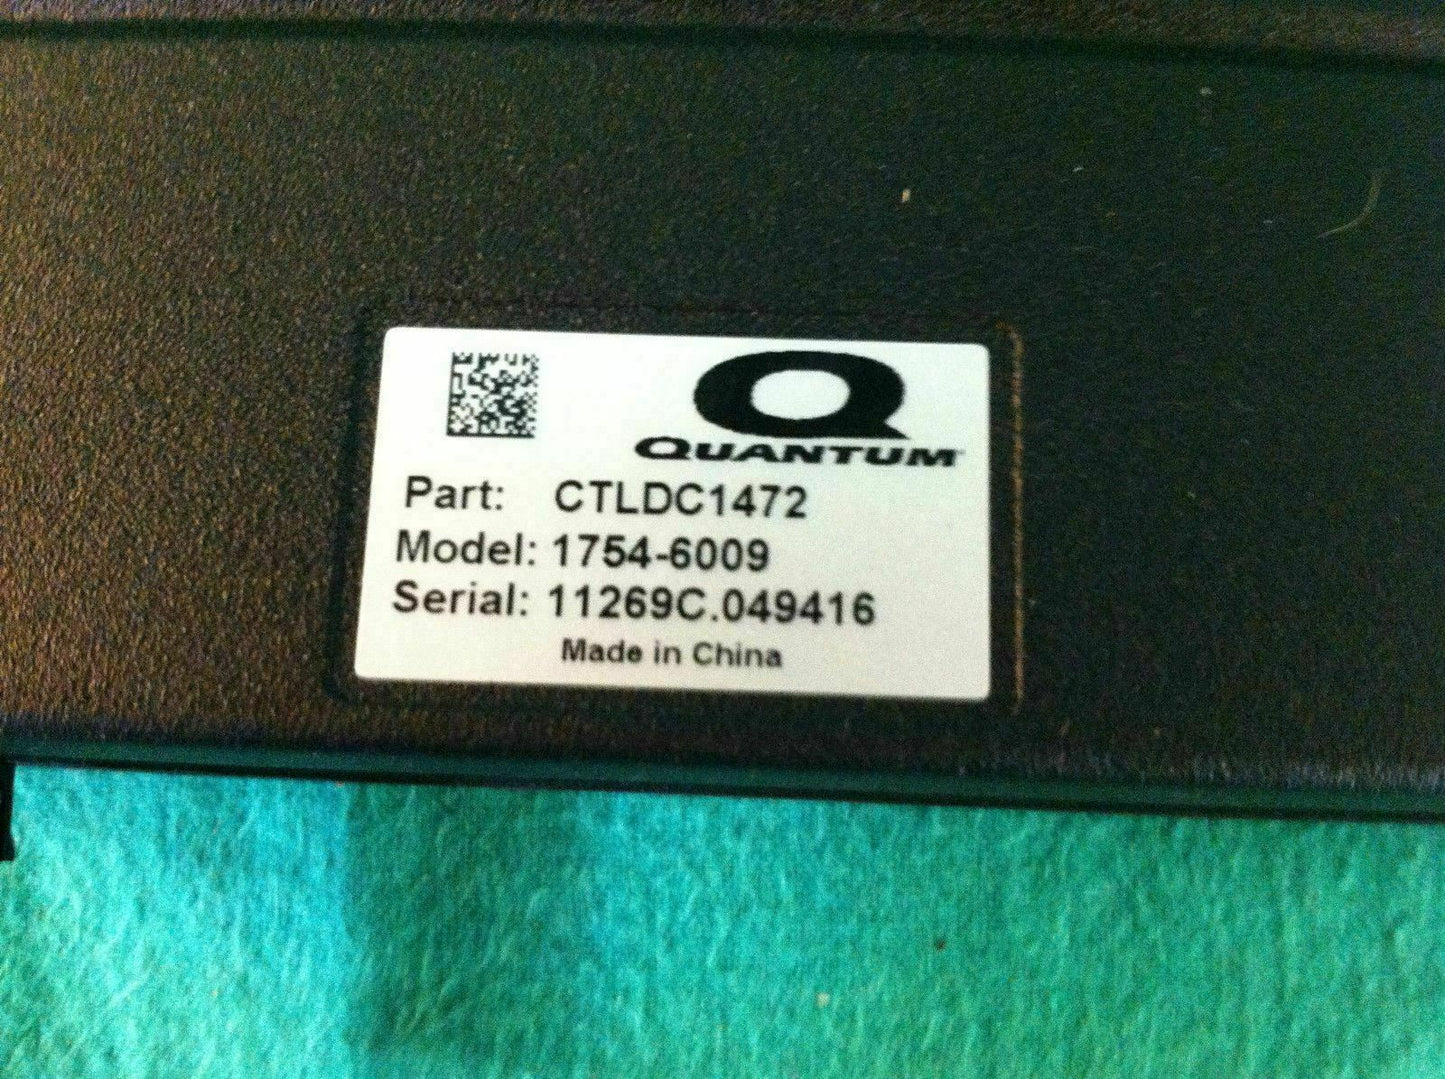 QUANTUM
Part: CTLDC1472
Model: 1754-6009
Serial: 11269C.049416
Made in China